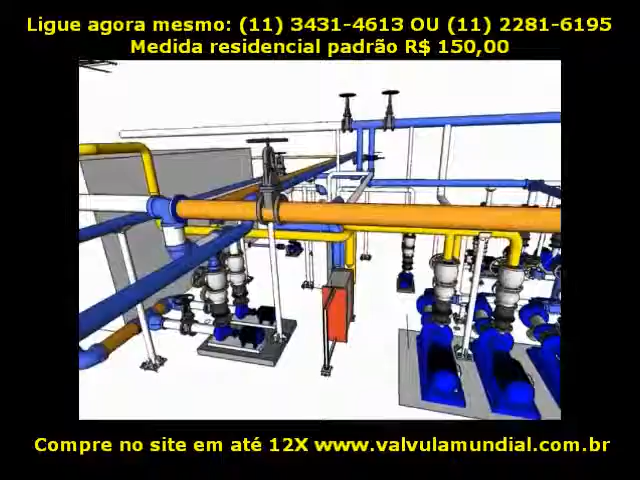 Ligue agora mesmo: (11) 3431-4613 OU (11) 2281-6195
Medida residencial padrão R$ 150,00
Compre no site em até 12X www.valvulamundial.com.br